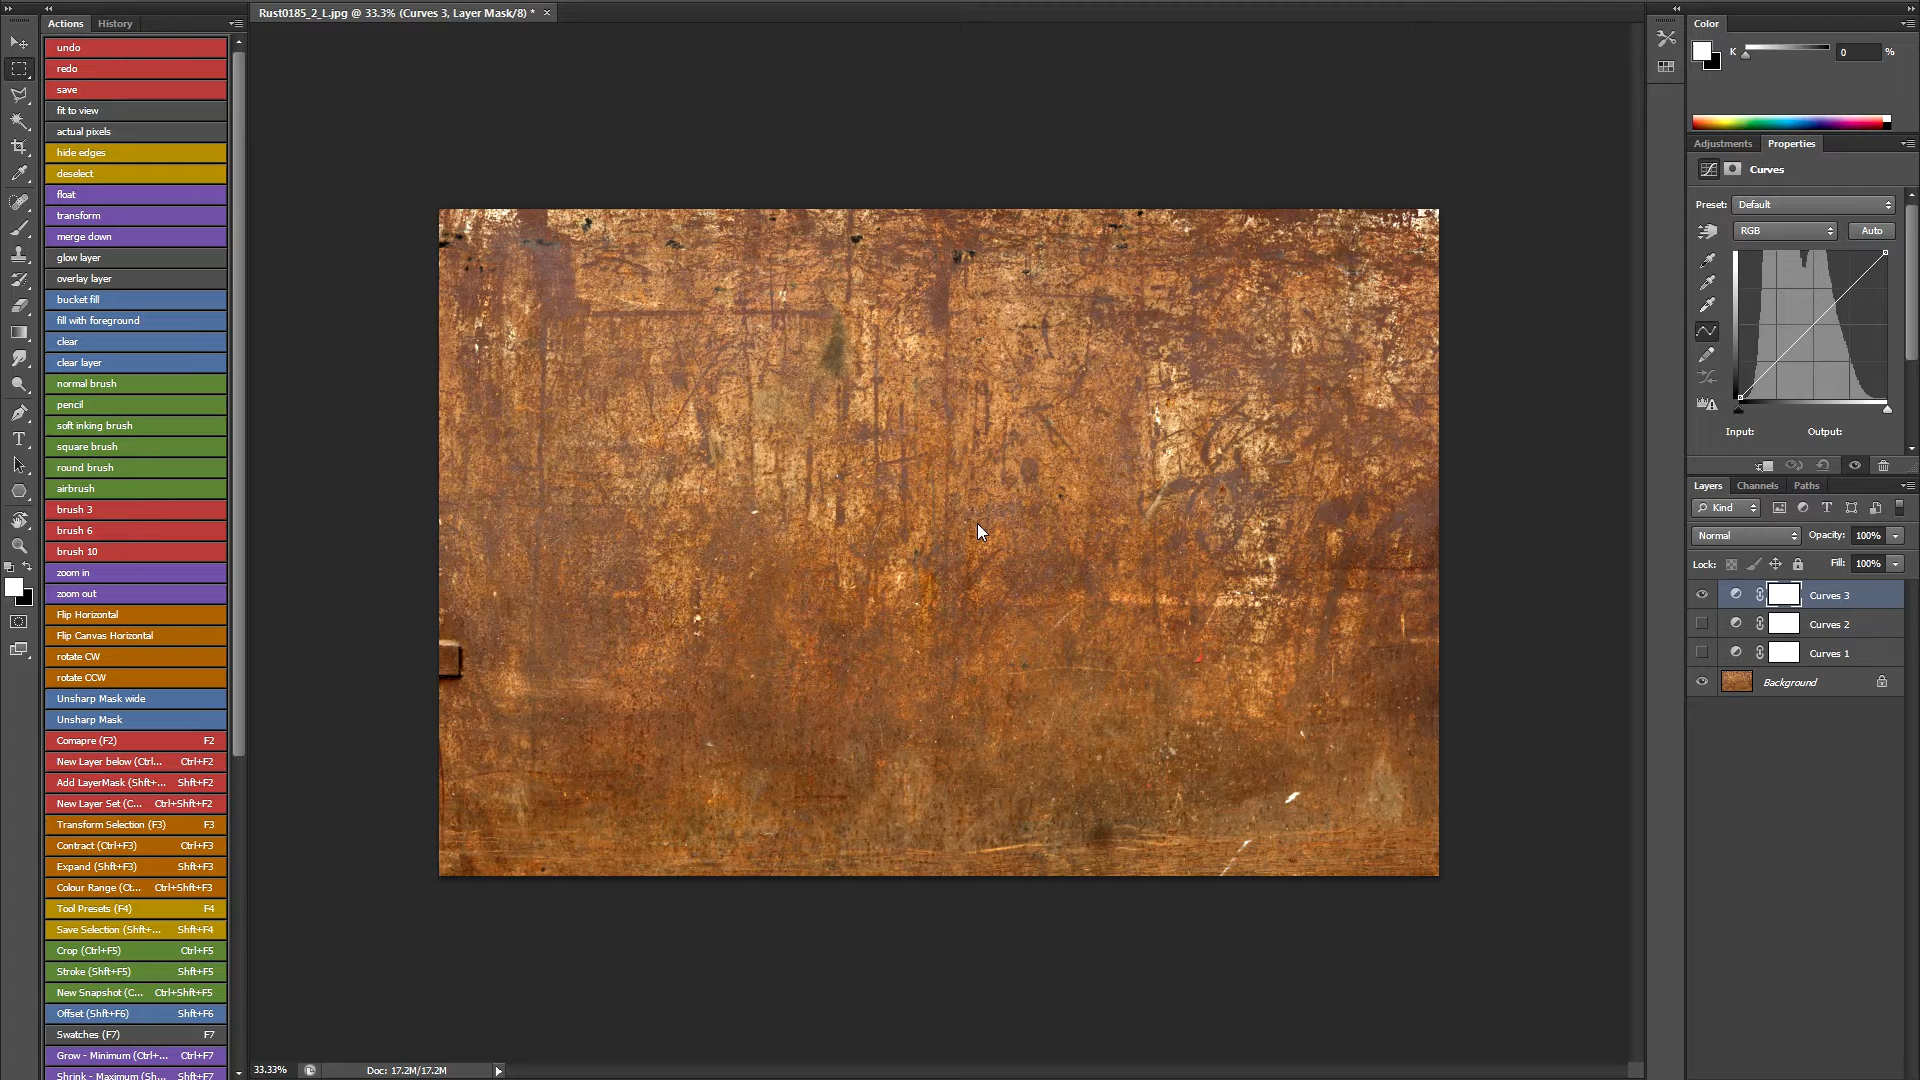 Rust0185_2_L.jpg @ 33.3% (Curves 3, Layer Mask/8) * ×
Actions
History
undo
redo
save
fit to view
actual pixels
hide edges
deselect
float
transform
merge down
glow layer
overlay layer
bucket fill
fill with foreground
clear
clear layer
normal brush
pencil
soft inking brush
square brush
round brush
airbrush
brush 3
brush 6
brush 10
zoom in
zoom out
Flip Horizontal
Flip Canvas Horizontal
rotate CW
rotate CCW
Unsharp Mask wide
Unsharp Mask
Comapre (F2) F2
New Layer below (Ctrl... Ctrl+F2
Add LayerMask (Shft+... Shft+F2
New Layer Set (C... Ctrl+Shft+F2
Transform Selection (F3) F3
Contract (Ctrl+F3) Ctrl+F3
Expand (Shft+F3) Shft+F3
Colour Range (Ct... Ctrl+Shft+F3
Tool Presets (F4) F4
Save Selection (Shft+... Shft+F4
Crop (Ctrl+F5) Ctrl+F5
Stroke (Shft+F5) Shft+F5
New Snapshot (C... Ctrl+Shft+F5
Offset (Shft+F6) Shft+F6
Swatches (F7) F7
Grow - Minimum (Ctrl+... Ctrl+F7
Shrink - Maximum (Sh... Shft+F7
33.33%
Doc: 17.2M/17.2M
Color
K 0 %
Adjustments
Properties
Curves
Preset: Default
RGB
Auto
Input: Output:
Layers
Channels
Paths
Kind
Normal
Opacity: 100%
Lock:
Fill: 100%
Curves 3
Curves 2
Curves 1
Background